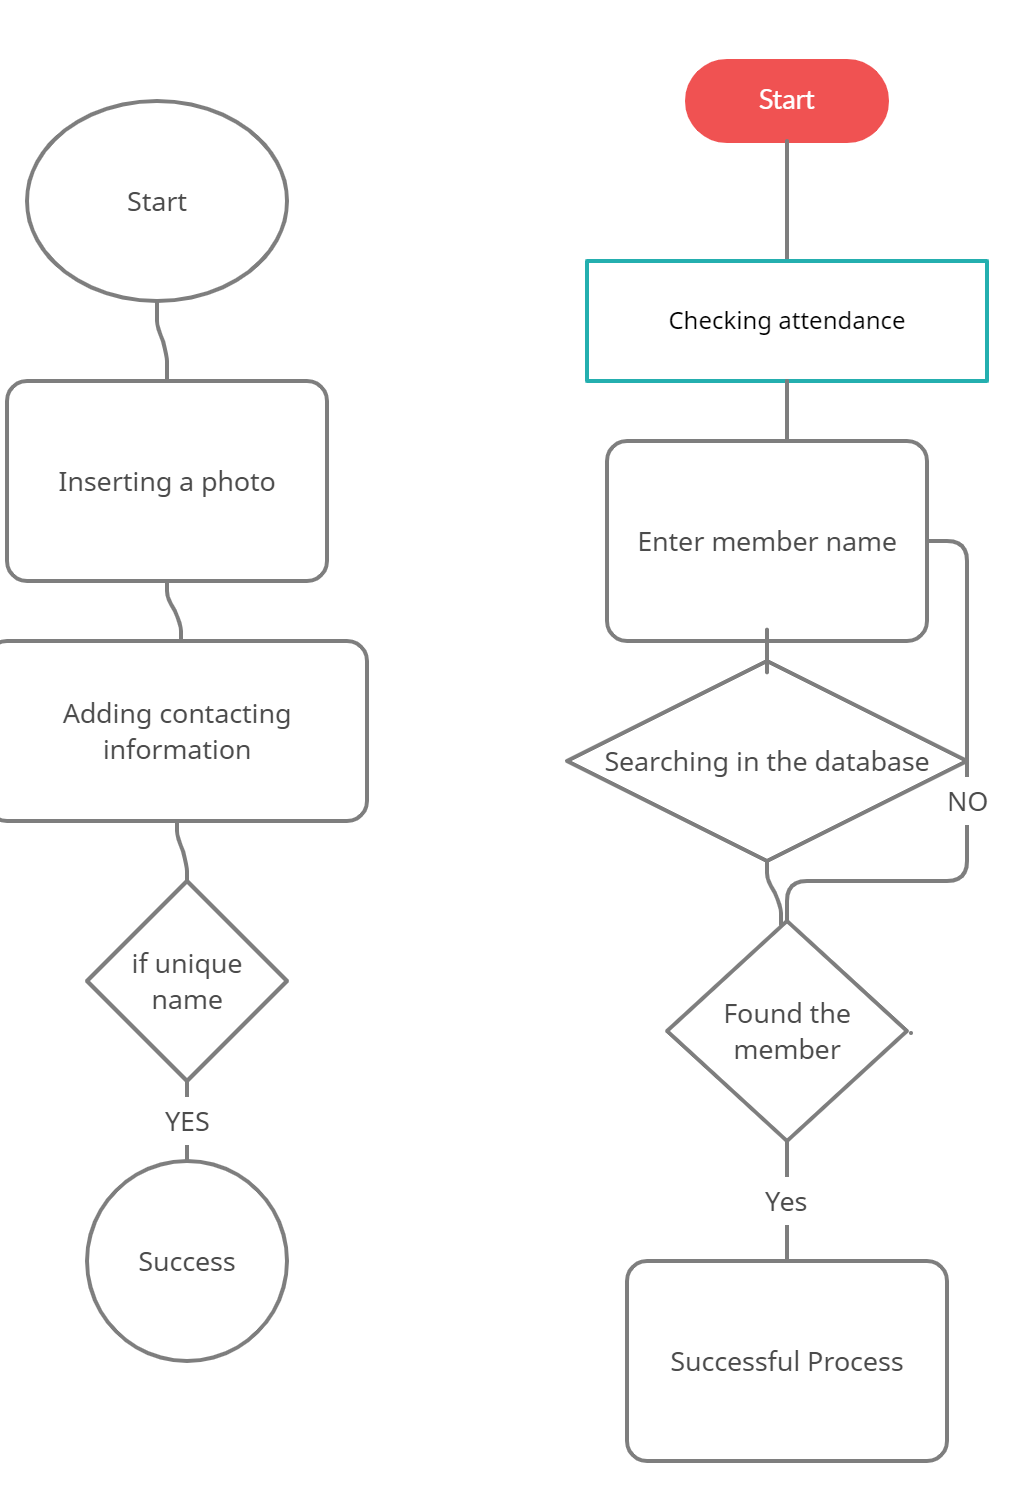 Start
Inserting a photo
Adding contacting
information
if unique
name
YES
Success
Start
Checking attendance
Enter member name
Searching in the database
NO
Found the
member
Yes
Successful Process